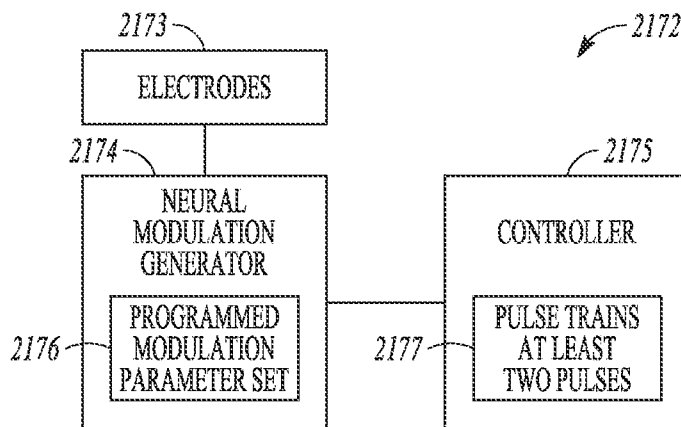 2173
2172
ELECTRODES
2174
2175
NEURAL
MODULATION
GENERATOR
CONTROLLER
2176
PROGRAMMED
MODULATION
PARAMETER SET
2177
PULSE TRAINS
AT LEAST
TWO PULSES